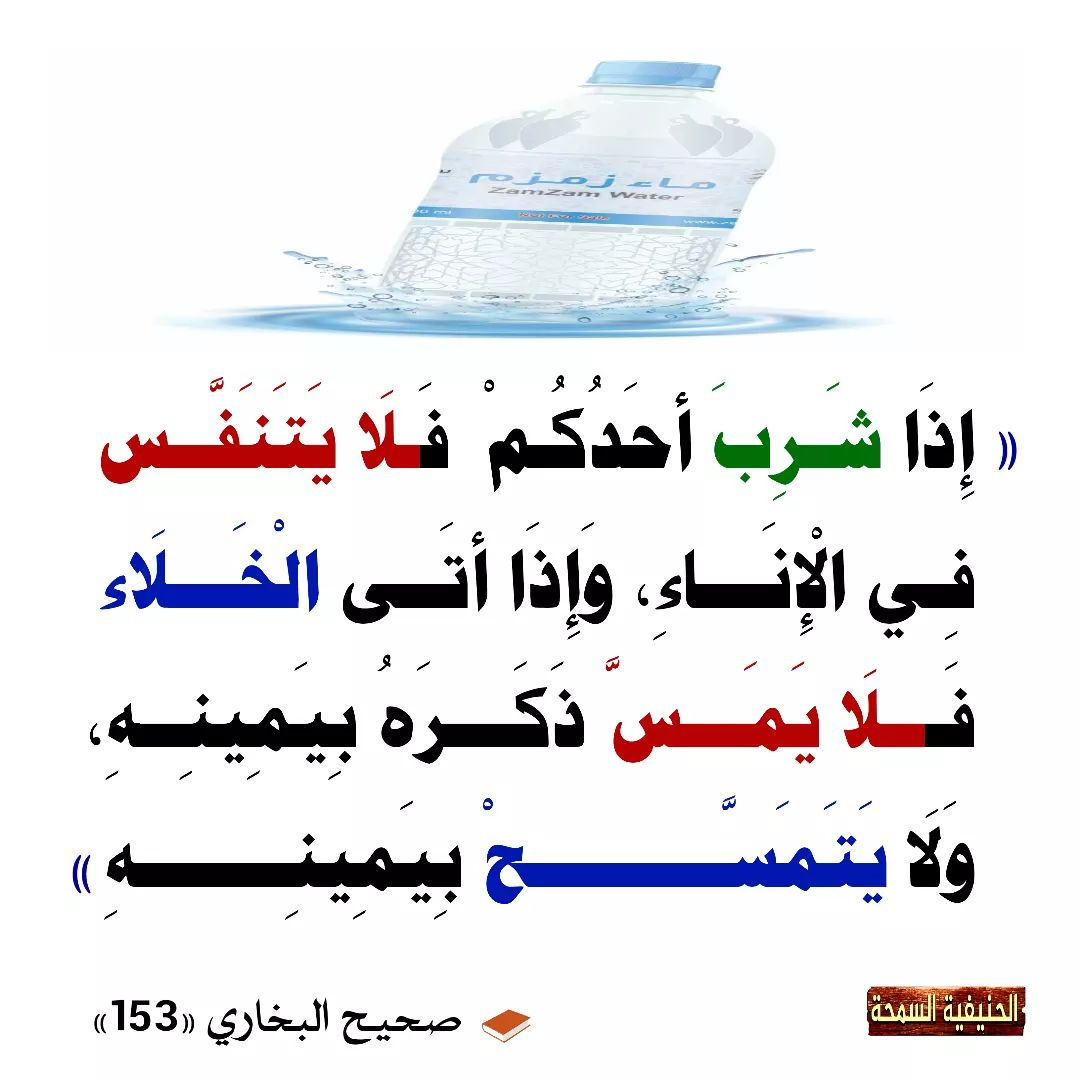 ماء زمزم
ZamZam Water
(( إِذَا شَرِبَ أَحَدُكُمْ فَلَا يَتَنَفَّس
فِي الْإِنَاءِ، وَإِذَا أَتَى الْخَلَاء
فَلَا يَمَسَّ ذَكَرَهُ بِيَمِينِهِ،
وَلَا يَتَمَسَّحْ بِيَمِينِهِ ))
صحيح البخاري ((153))
الحنيفية السمحة